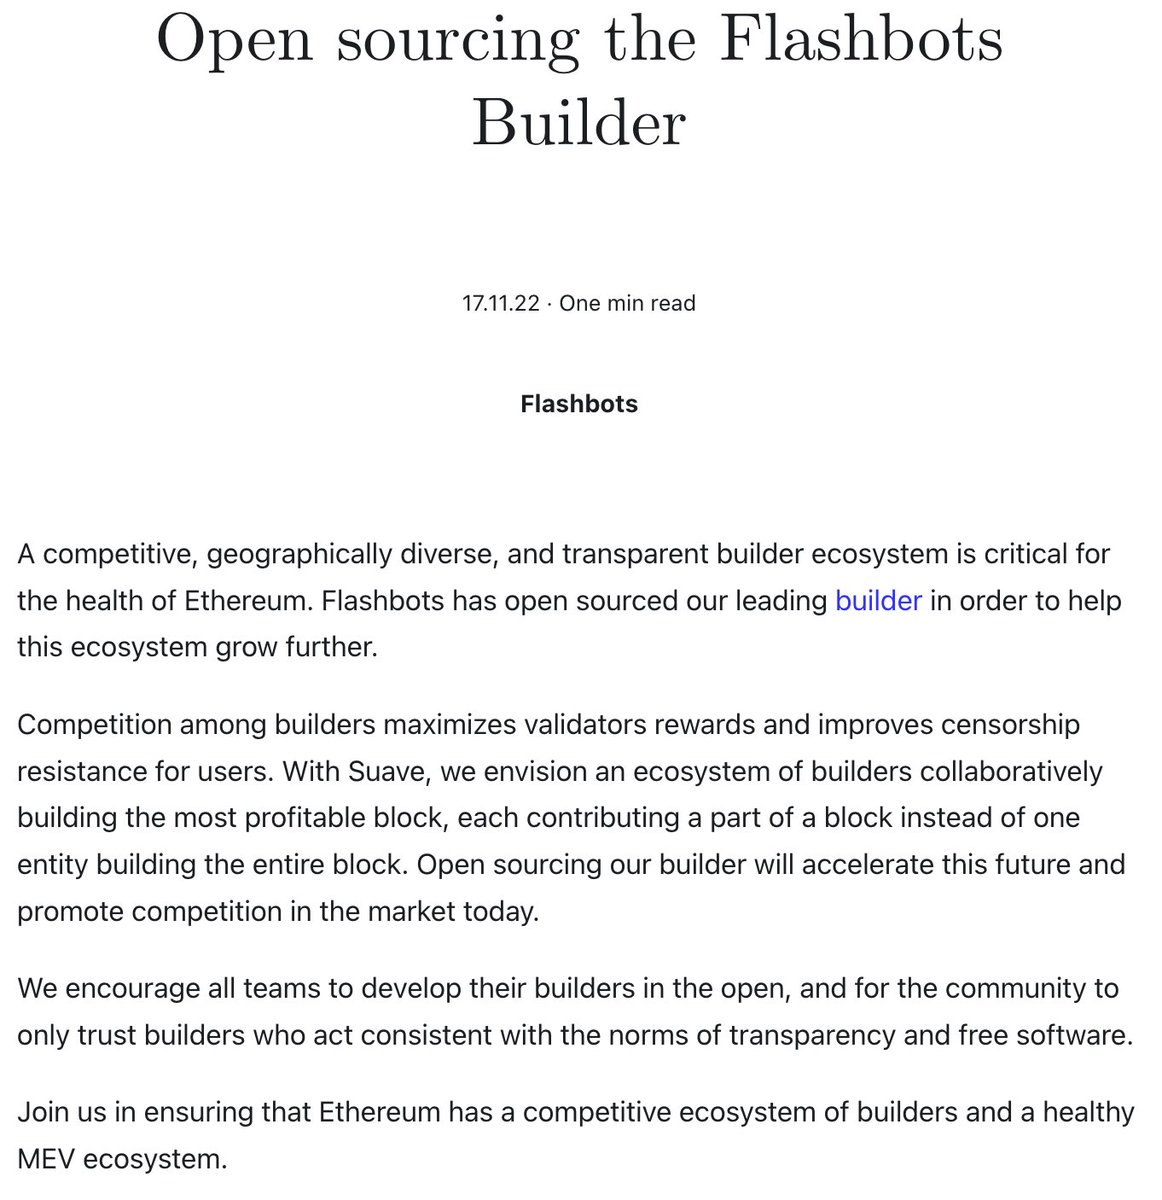 Open sourcing the Flashbots
Builder
17.11.22 · One min read
Flashbots
A competitive, geographically diverse, and transparent builder ecosystem is critical for
the health of Ethereum. Flashbots has open sourced our leading builder in order to help
this ecosystem grow further.
Competition among builders maximizes validators rewards and improves censorship
resistance for users. With Suave, we envision an ecosystem of builders collaboratively
building the most profitable block, each contributing a part of a block instead of one
entity building the entire block. Open sourcing our builder will accelerate this future and
promote competition in the market today.
We encourage all teams to develop their builders in the open, and for the community to
only trust builders who act consistent with the norms of transparency and free software.
Join us in ensuring that Ethereum has a competitive ecosystem of builders and a healthy
MEV ecosystem.